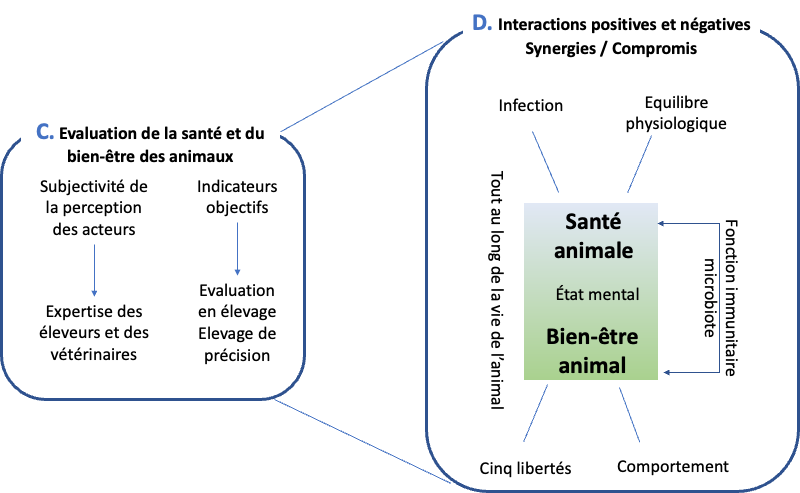 C. Evaluation de la santé et du
bien-être des animaux
Subjectivité de
la perception
des acteurs
Expertise des
éleveurs et des
vétérinaires
Indicateurs
objectifs
Evaluation
en élevage
Elevage de
précision
D. Interactions positives et négatives
Synergies / Compromis
Infection
Equilibre
physiologique
Tout au long de la vie de l’animal
Santé
animale
État mental
Bien-être
animal
Fonction immunitaire
microbiote
Cinq libertés
Comportement